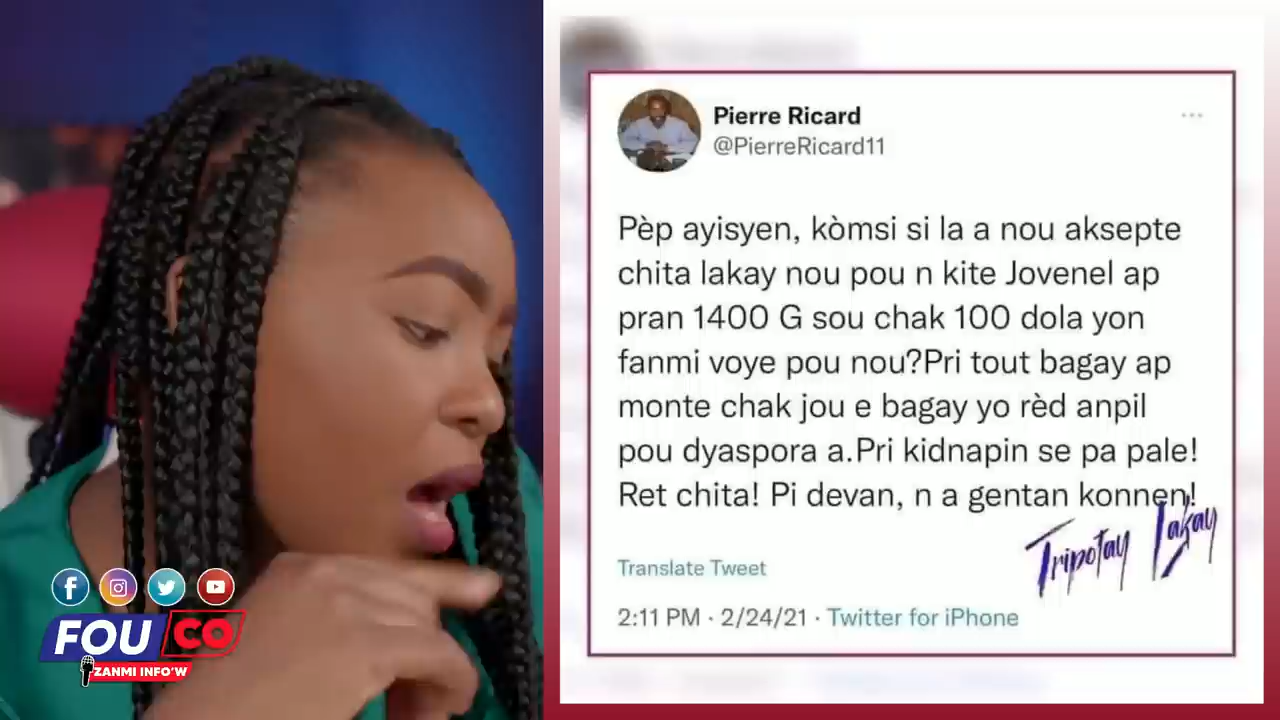 Pierre Ricard
@PierreRicard11
Pèp ayisyen, kòmsi si la a nou aksepte
chita lakay nou pou n kite Jovenel ap
pran 1400 G sou chak 100 dola yon
fanmi voye pou nou?Pri tout bagay ap
monte chak jou e bagay yo rèd anpil
pou dyaspora a.Pri kidnapin se pa pale!
Ret chita! Pi devan, n a gentan konnen!
Tripotay Lakay
Translate Tweet
2:11 PM · 2/24/21 · Twitter for iPhone
FOU CO
ZANMI INFO'W